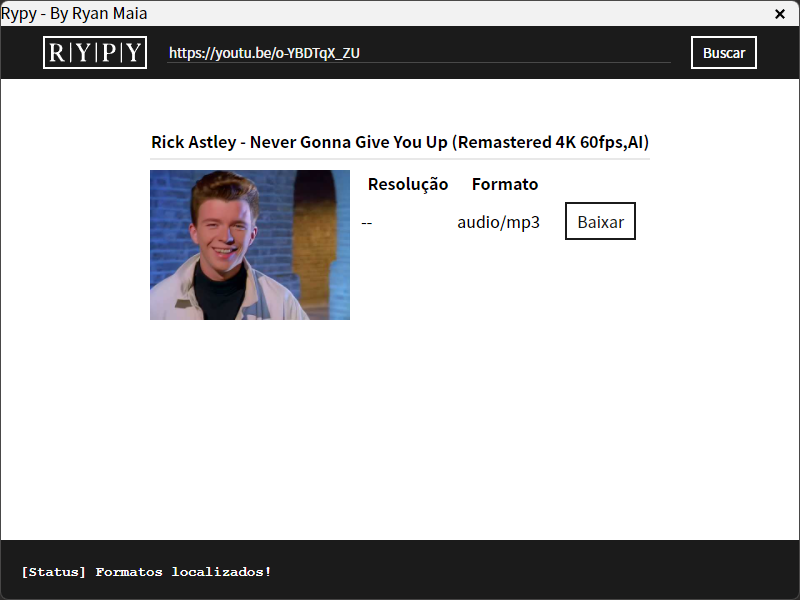 Rypy - By Ryan Maia ×
R|Y|P|Y https://youtu.be/o-YBDTqX_ZU Buscar
Rick Astley - Never Gonna Give You Up (Remastered 4K 60fps,AI)
Resolução Formato
-- audio/mp3 Baixar
[Status] Formatos localizados!